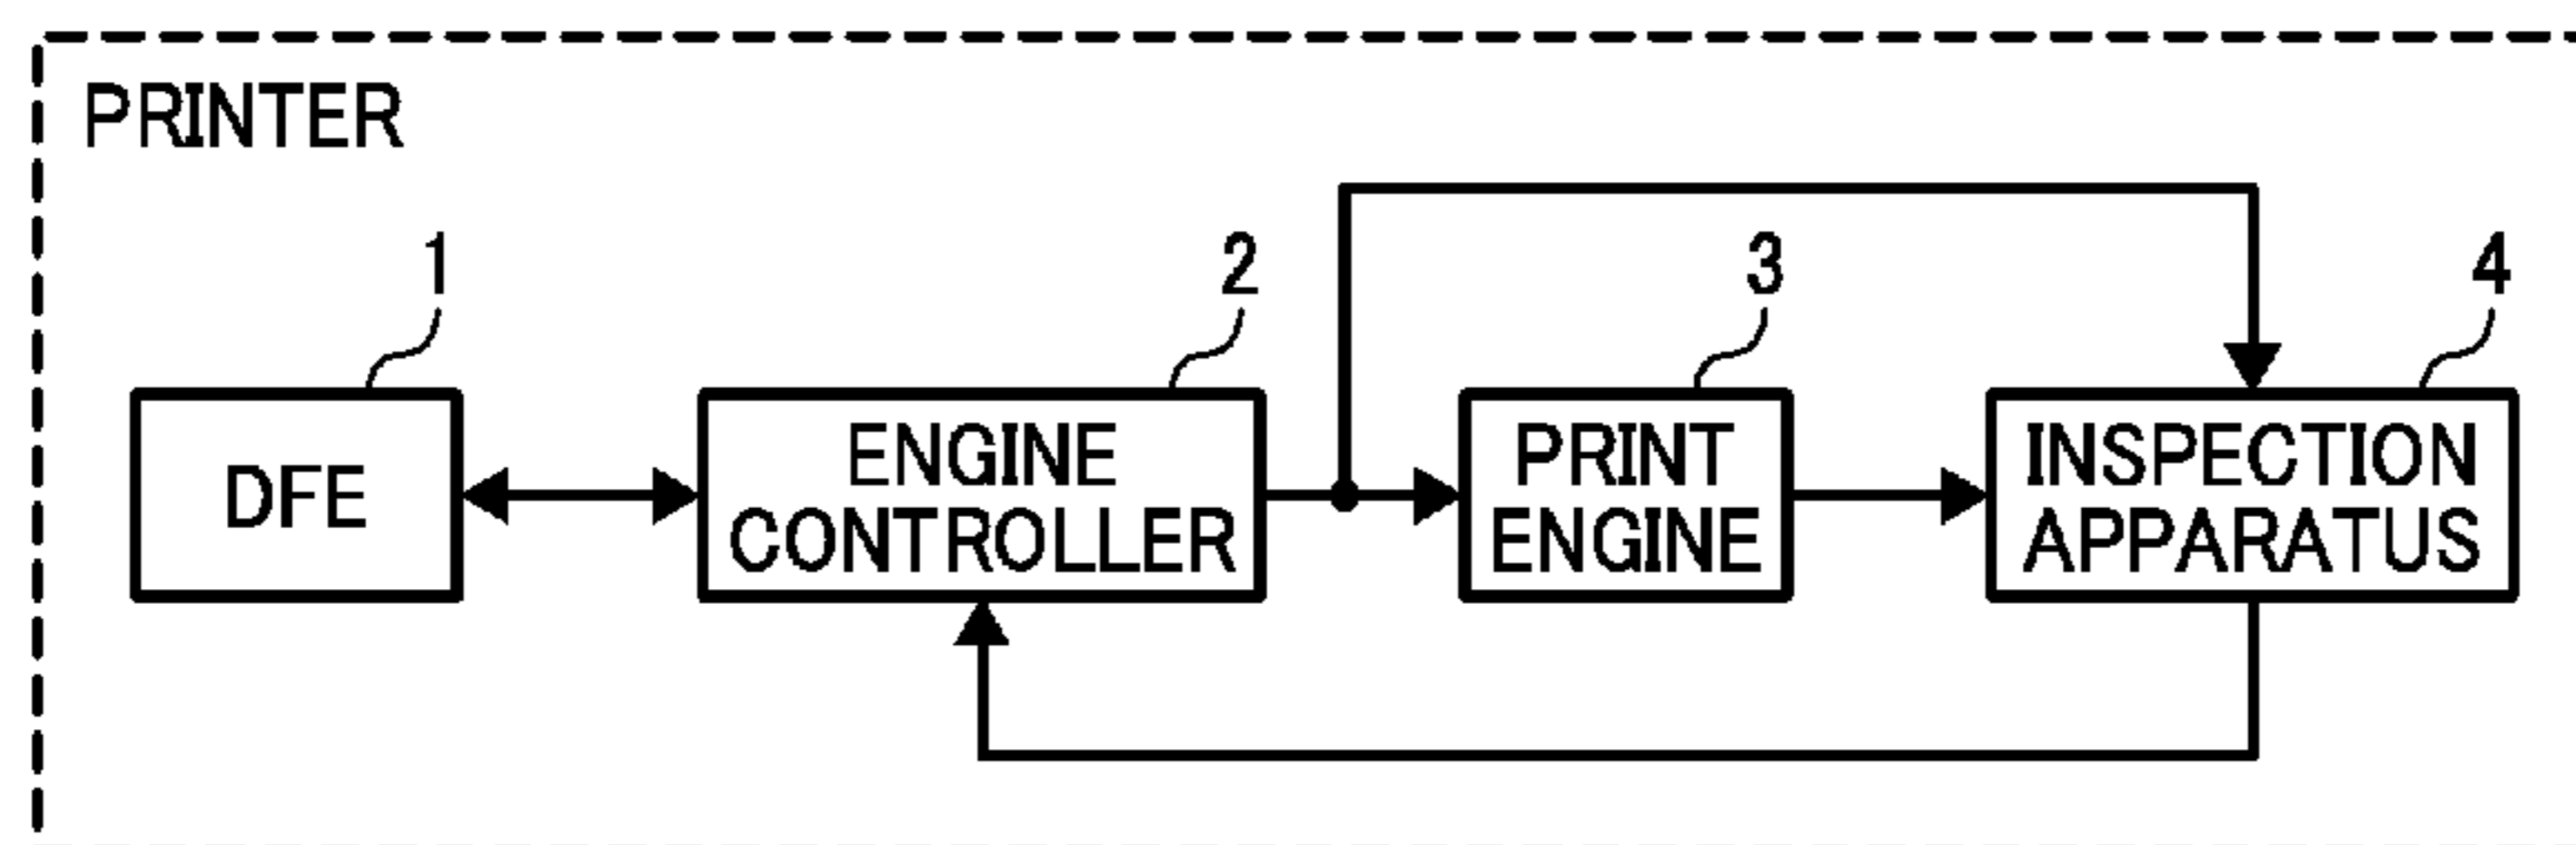 PRINTER
1
2
3
4
DFE
ENGINE
CONTROLLER
PRINT
ENGINE
INSPECTION
APPARATUS